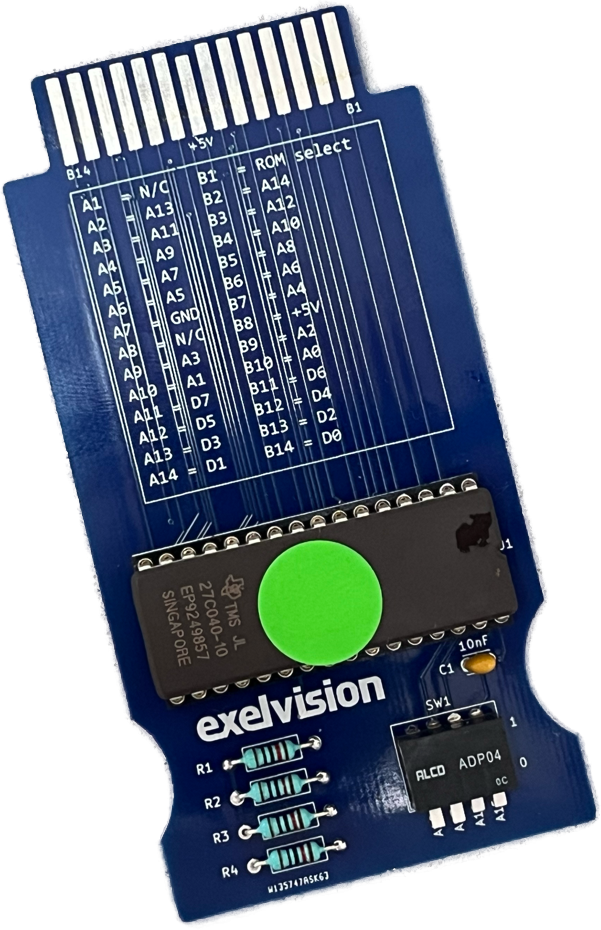 B14
+5V
B1
A1 = N/C
A2 = A13
A3 = A11
A4 = A9
A5 = A7
A6 = A5
A7 = GND
A8 = N/C
A9 = A3
A10 = A1
A11 = D7
A12 = D5
A13 = D3
A14 = D1
B1 = ROM select
B2 = A14
B3 = A12
B4 = A10
B5 = A8
B6 = A6
B7 = A4
B8 = +5V
B9 = A2
B10 = A0
B11 = D6
B12 = D4
B13 = D2
B14 = D0
TMS JL
27C040-10
EP9249857
SINGAPORE
10nF
C1
exelvision
SW1
1
0
ALCO ADP04
R1
R2
R3
R4
W135747ASK63